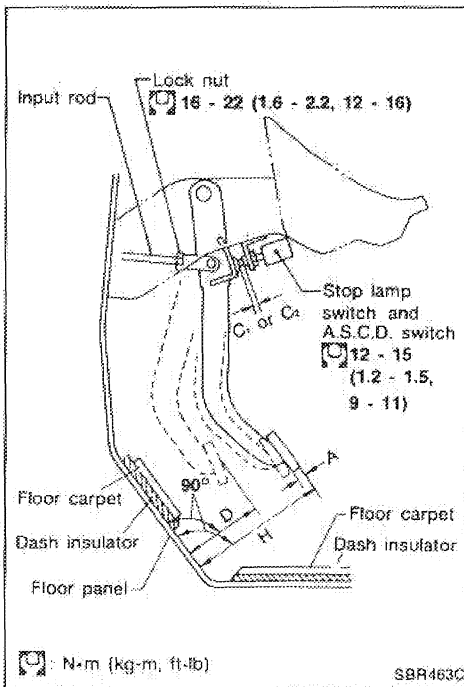 Lock nut
16 - 22 (1.6 - 2.2, 12 - 16)
Input rod
Stop lamp
switch and
A.S.C.D. switch
12 - 15
(1.2 - 1.5,
9 - 11)
C₁ or C₂
A
90°
D
H
Floor carpet
Dash insulator
Floor panel
Floor carpet
Dash insulator
: N•m (kg-m, ft-lb)
SBR463C